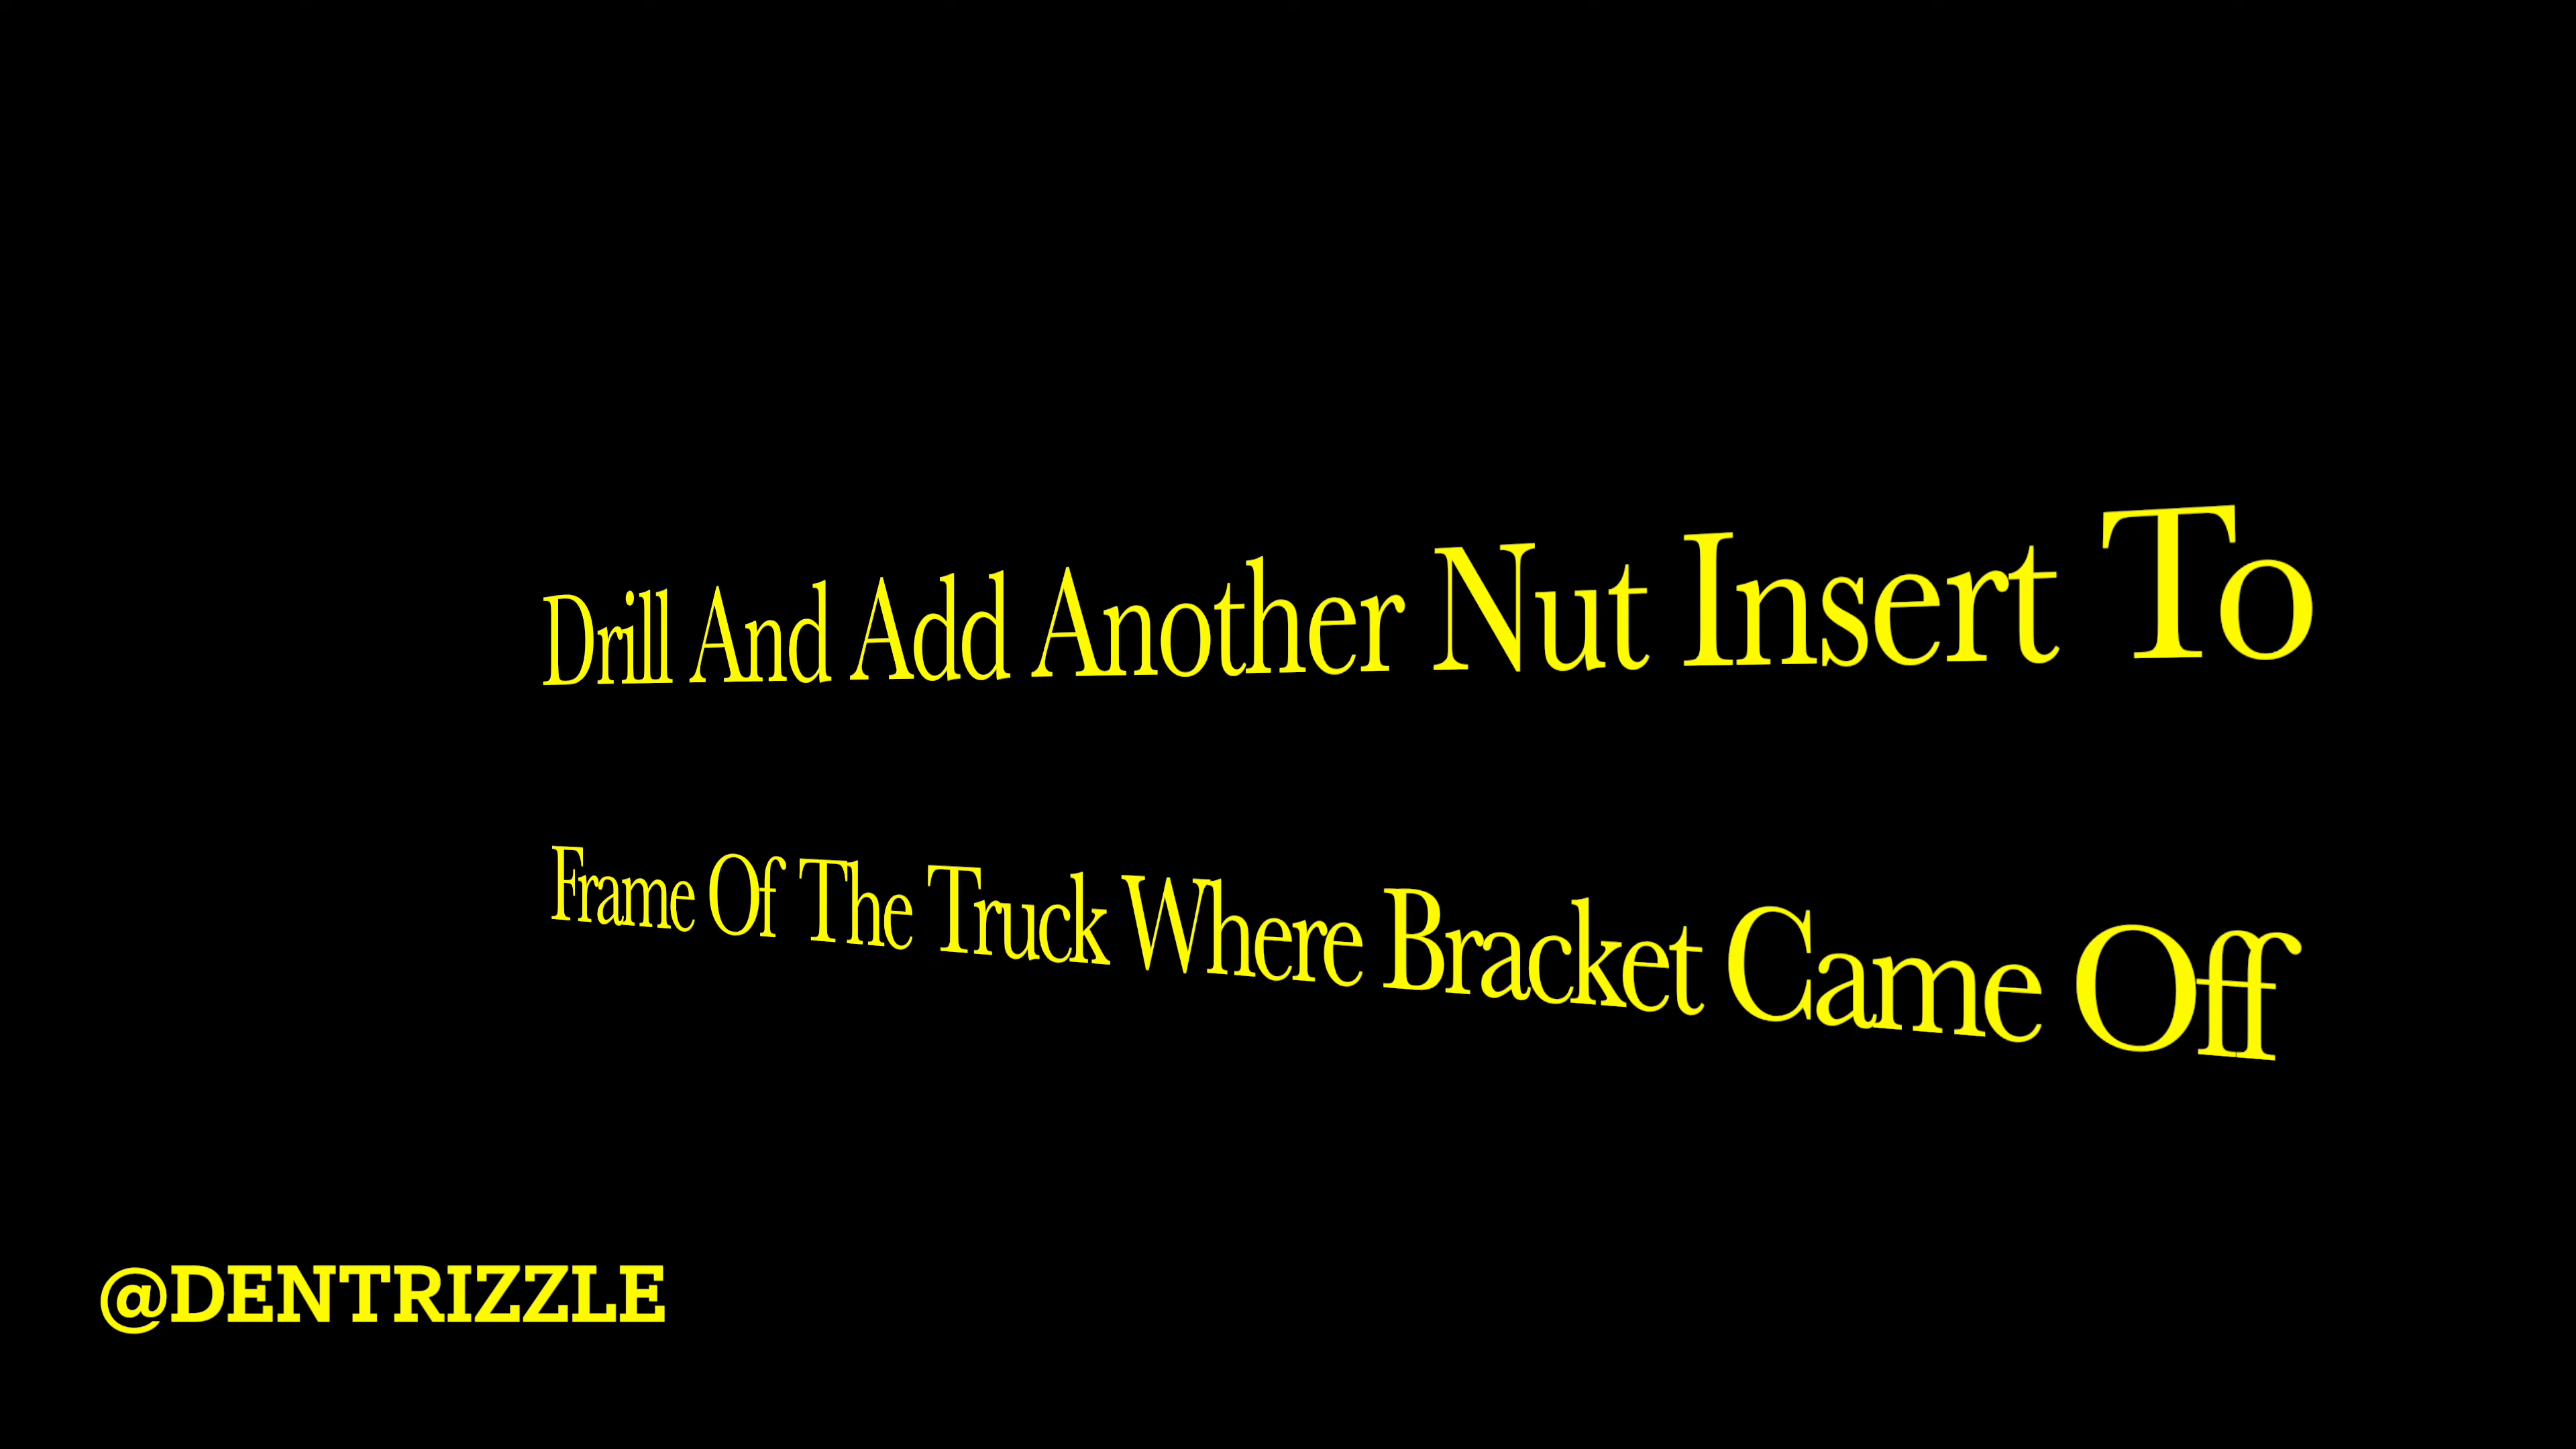 Drill And Add Another Nut Insert To
Frame Of The Truck Where Bracket Came Off
@DENTRIZZLE